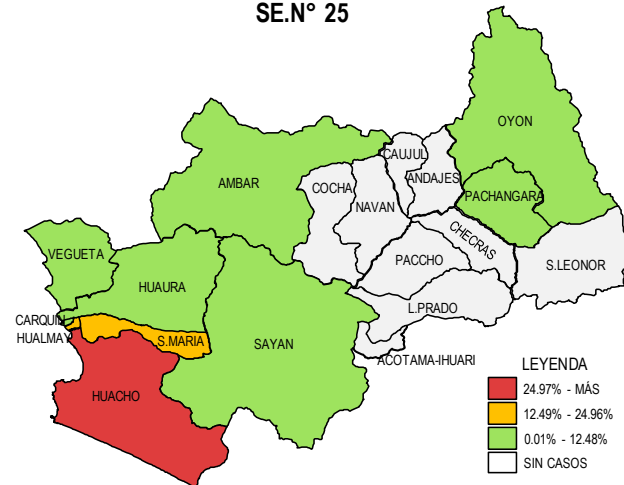 SE.N° 25
OYON
CAUJUL
ANDAJES
AMBAR
COCHA
PACHANGARA
NAVAN
CHECRAS
VEGUETA
PACCHO
S.LEONOR
HUAURA
L.PRADO
CARQUIN
HUALMAY
S.MARIA
SAYAN
ACOTAMA-IHUARI
HUACHO
LEYENDA
24.97% - MÁS
12.49% - 24.96%
0.01% - 12.48%
SIN CASOS